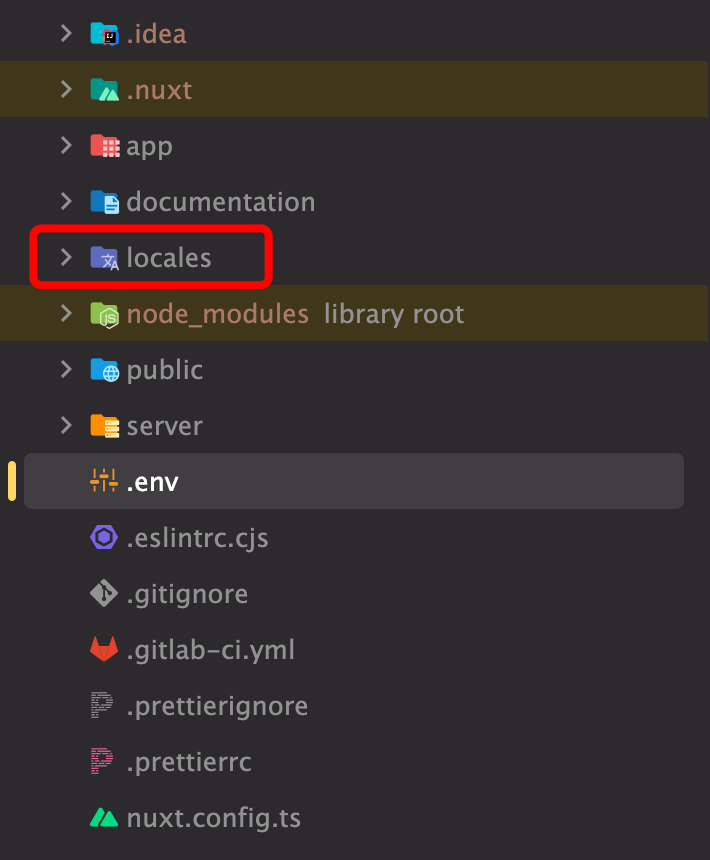 .idea
.nuxt
app
documentation
locales
node_modules library root
public
server
.env
.eslintrc.cjs
.gitignore
.gitlab-ci.yml
.prettierignore
.prettierrc
nuxt.config.ts